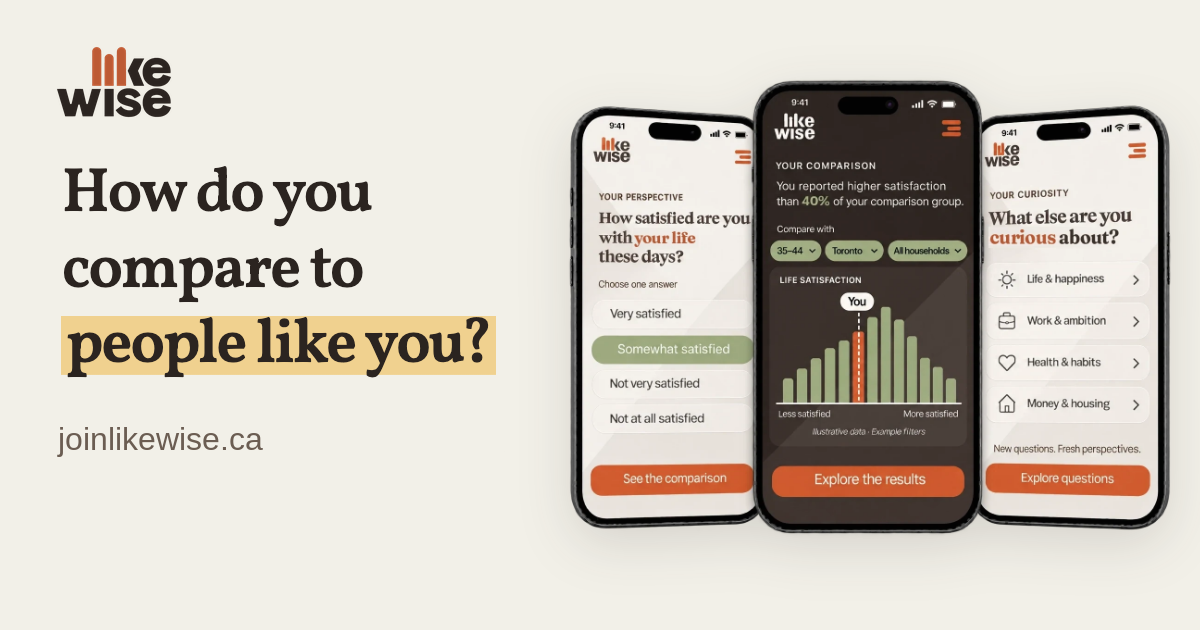 like
wise
How do you
compare to
people like you?
joinlikewise.ca
9:41
like
wise
YOUR PERSPECTIVE
How satisfied are you
with your life
these days?
Choose one answer
Very satisfied
Somewhat satisfied
Not very satisfied
Not at all satisfied
See the comparison
9:41
like
wise
YOUR COMPARISON
You reported higher satisfaction
than 40% of your comparison group.
Compare with
35–44 Toronto All households
LIFE SATISFACTION
You
Less satisfied More satisfied
Illustrative data · Example filters
Explore the results
9:41
like
wise
YOUR CURIOSITY
What else are you
curious about?
Life & happiness
Work & ambition
Health & habits
Money & housing
New questions. Fresh perspectives.
Explore questions